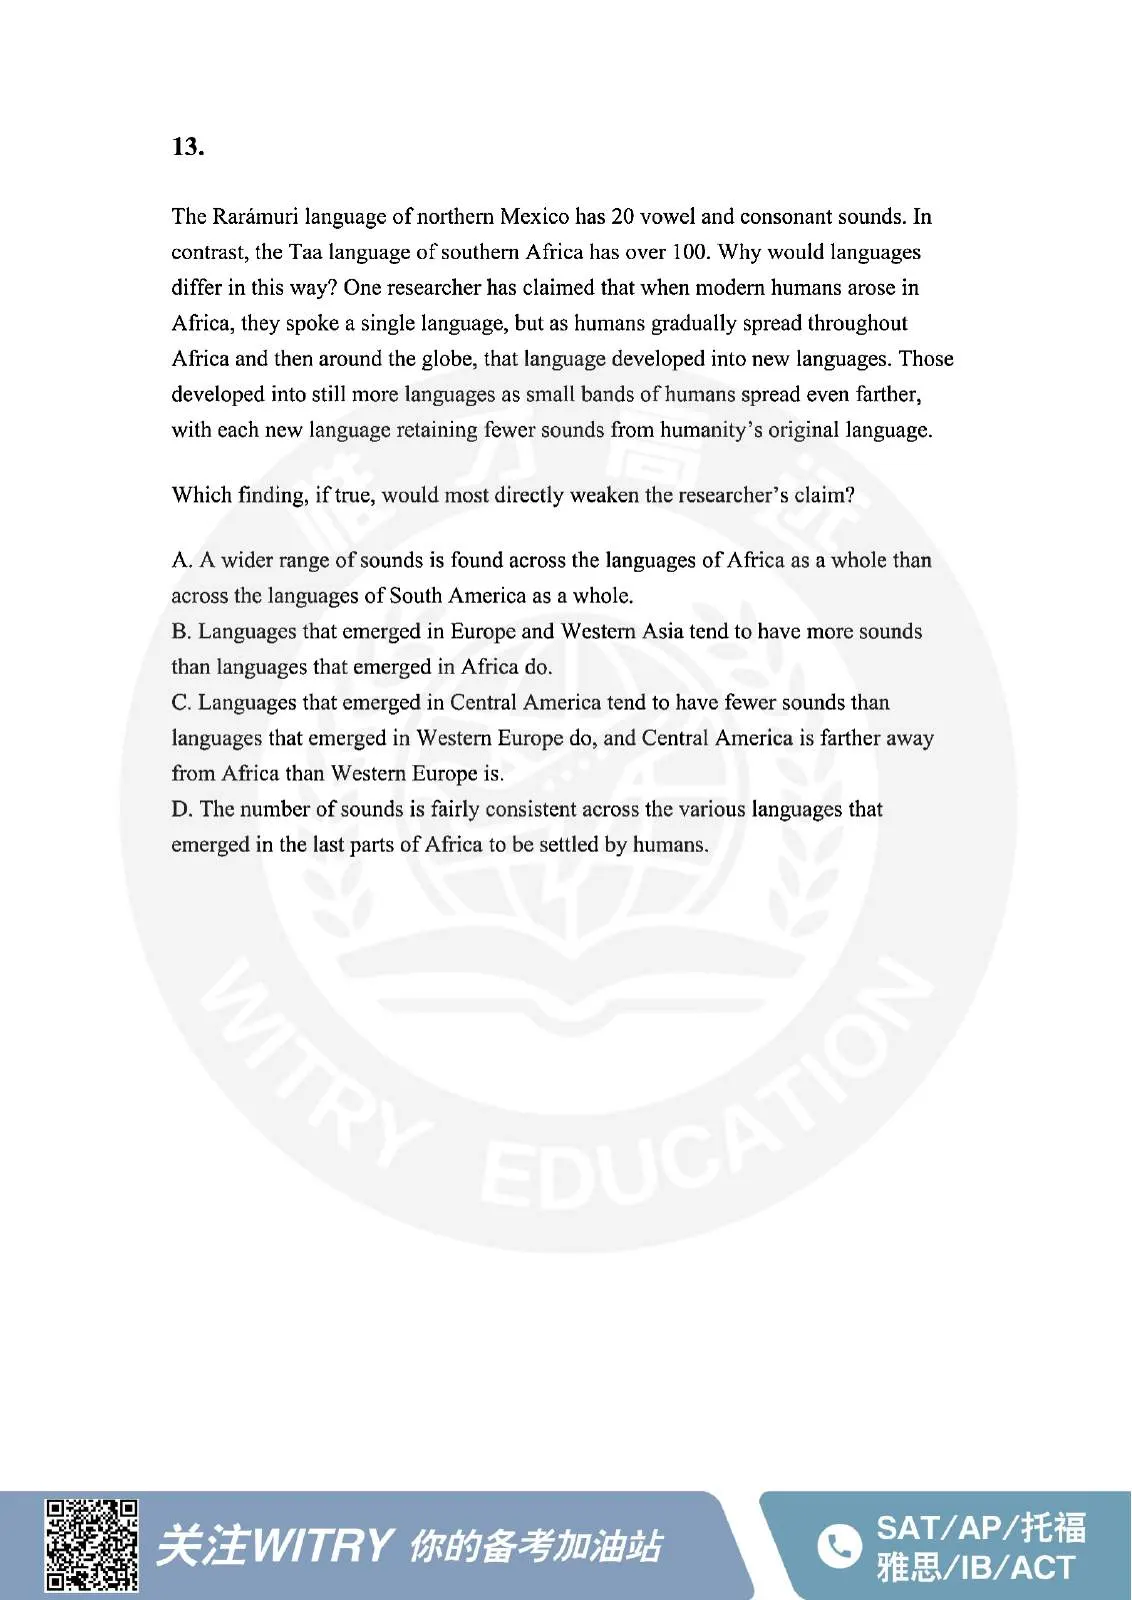 13.
The Rarámuri language of northern Mexico has 20 vowel and consonant sounds. In
contrast, the Taa language of southern Africa has over 100. Why would languages
differ in this way? One researcher has claimed that when modern humans arose in
Africa, they spoke a single language, but as humans gradually spread throughout
Africa and then around the globe, that language developed into new languages. Those
developed into still more languages as small bands of humans spread even farther,
with each new language retaining fewer sounds from humanity's original language.
Which finding, if true, would most directly weaken the researcher's claim?
A. A wider range of sounds is found across the languages of Africa as a whole than
across the languages of South America as a whole.
B. Languages that emerged in Europe and Western Asia tend to have more sounds
than languages that emerged in Africa do.
C. Languages that emerged in Central America tend to have fewer sounds than
languages that emerged in Western Europe do, and Central America is farther away
from Africa than Western Europe is.
D. The number of sounds is fairly consistent across the various languages that
emerged in the last parts of Africa to be settled by humans.
唯力高远
WITRY EDUCATION
关注WITRY 你的备考加油站
SAT/AP/托福
雅思/IB/ACT